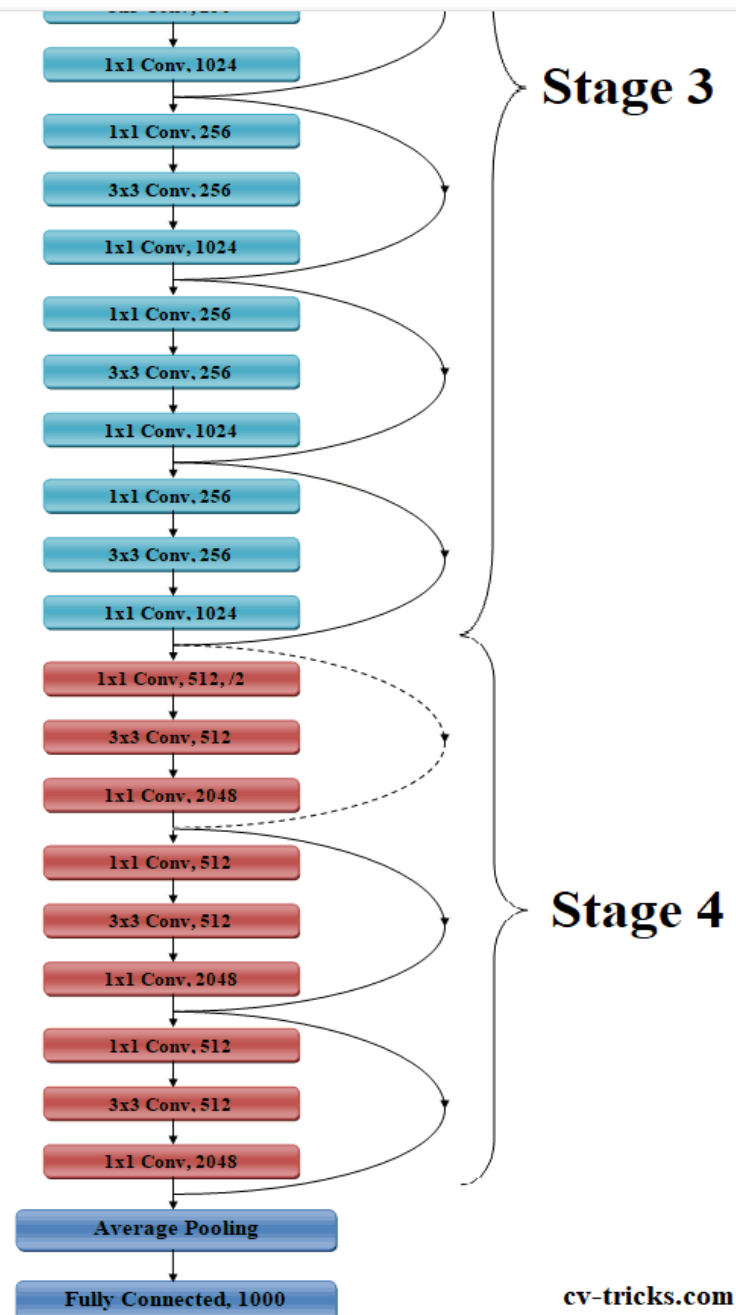 1x1 Conv, 1024
Stage 3
1x1 Conv, 256
3x3 Conv, 256
1x1 Conv, 1024
1x1 Conv, 256
3x3 Conv, 256
1x1 Conv, 1024
1x1 Conv, 256
3x3 Conv, 256
1x1 Conv, 1024
1x1 Conv, 512, /2
3x3 Conv, 512
1x1 Conv, 2048
1x1 Conv, 512
3x3 Conv, 512
Stage 4
1x1 Conv, 2048
1x1 Conv, 512
3x3 Conv, 512
1x1 Conv, 2048
Average Pooling
Fully Connected, 1000
cv-tricks.com